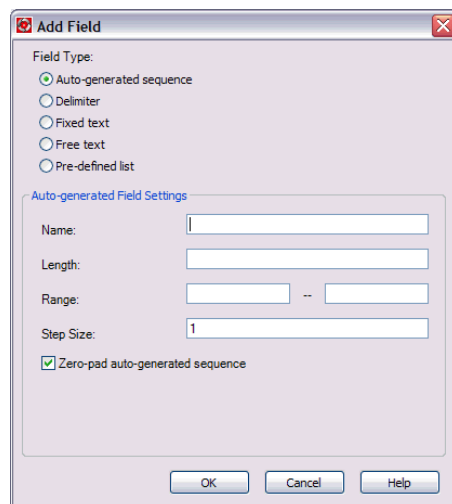 Add Field
Field Type:
Auto-generated sequence
Delimiter
Fixed text
Free text
Pre-defined list
Auto-generated Field Settings
Name:
Length:
Range: --
Step Size: 1
Zero-pad auto-generated sequence
OK Cancel Help